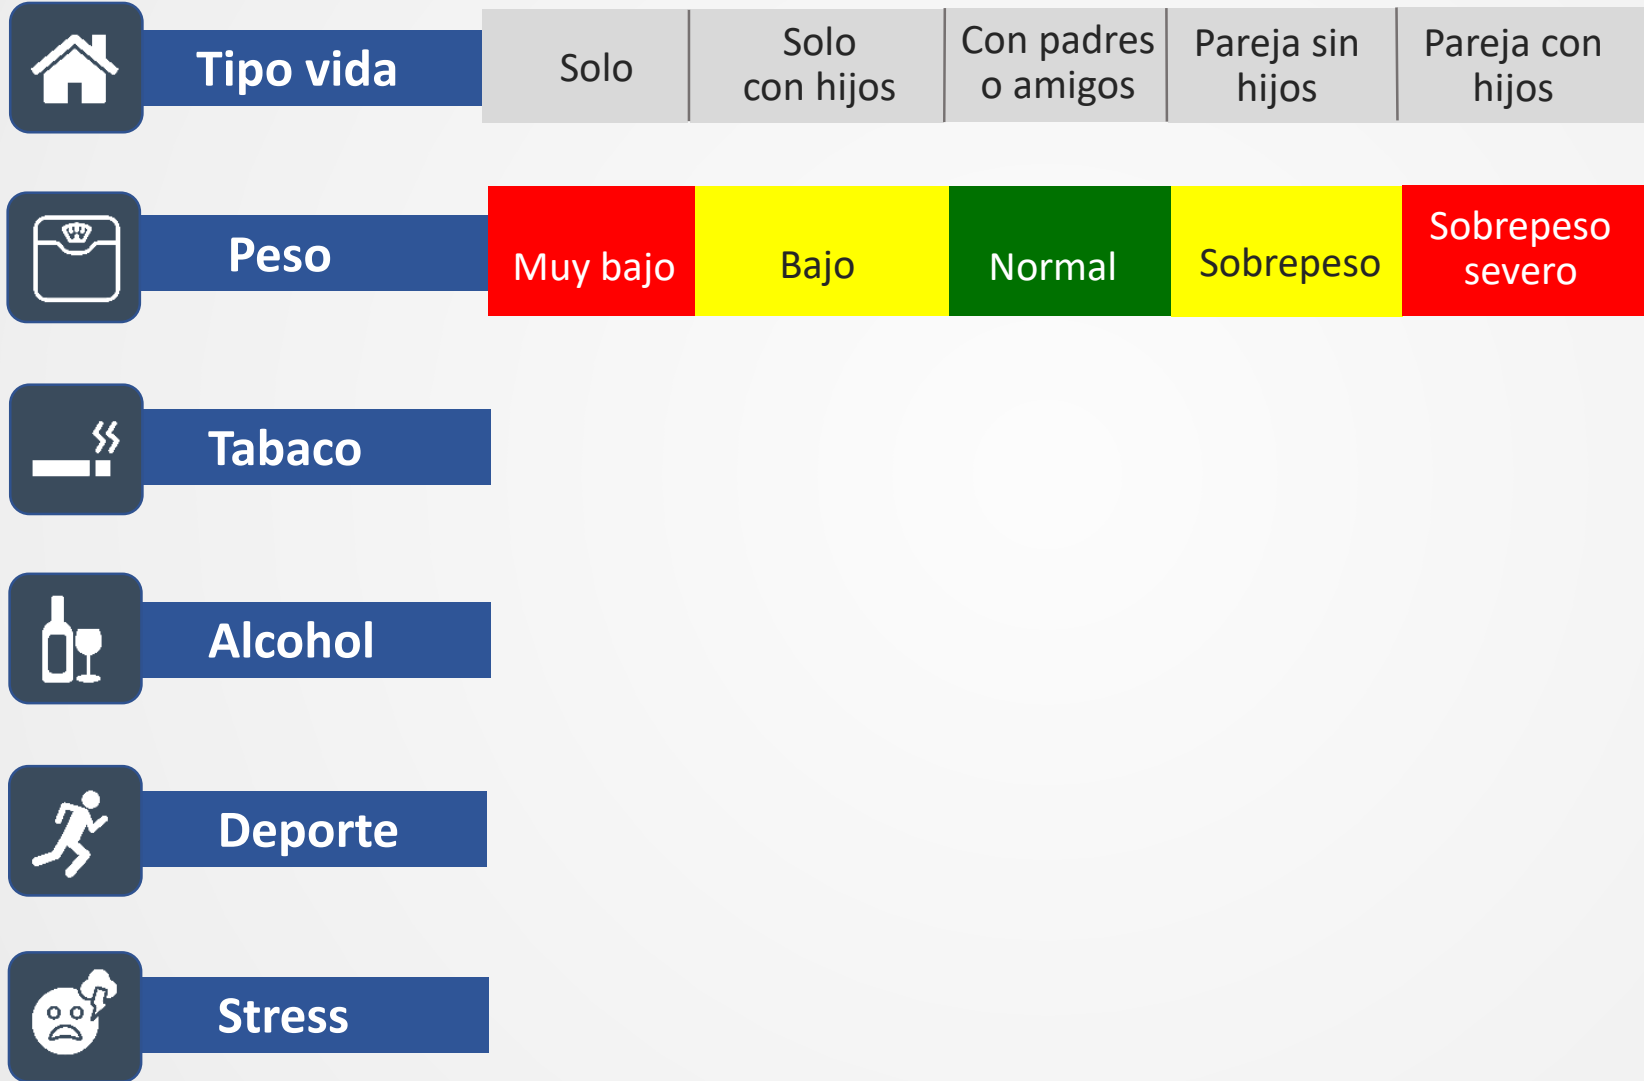 Tipo vida
Solo
Solo
con hijos
Con padres
o amigos
Pareja sin
hijos
Pareja con
hijos
Peso
Muy bajo
Bajo
Normal
Sobrepeso
Sobrepeso
severo
Tabaco
Alcohol
Deporte
Stress